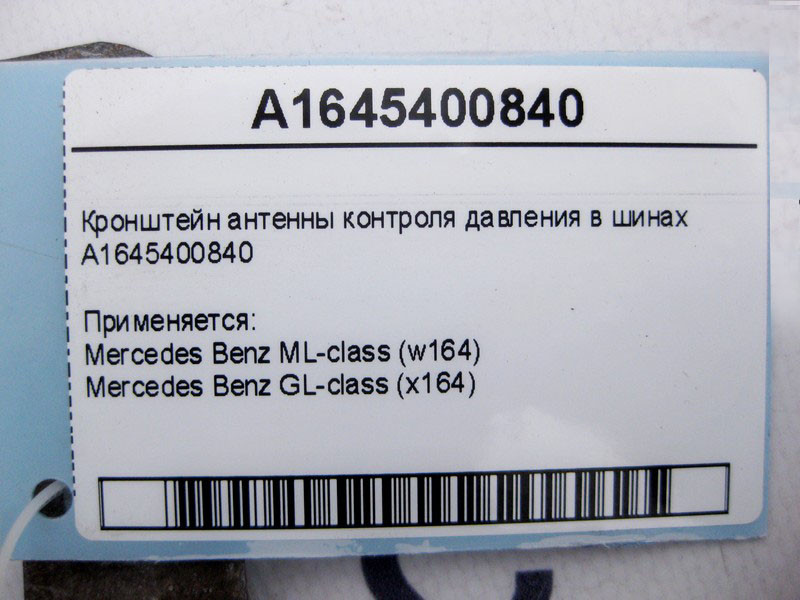 A1645400840
Кронштейн антенны контроля давления в шинах
A1645400840
Применяется:
Mercedes Benz ML-class (w164)
Mercedes Benz GL-class (x164)